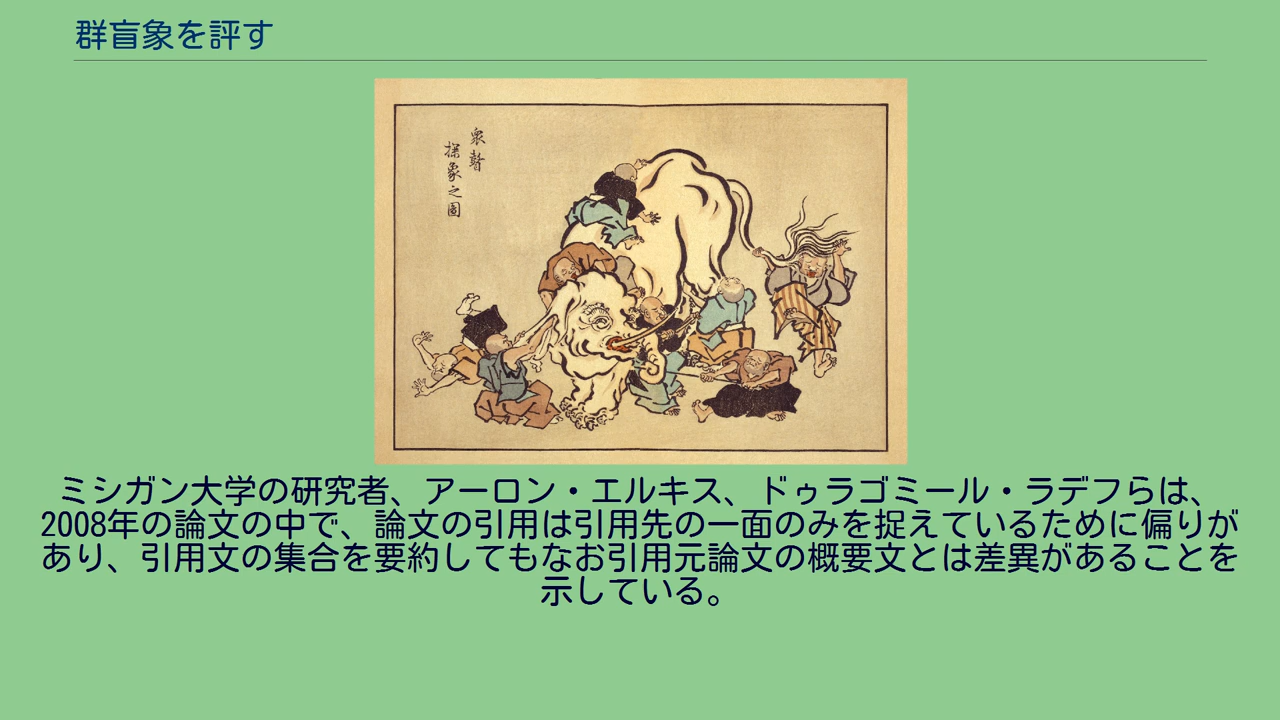 群盲象を評す
衆瞽
探象之圖
ミシガン大学の研究者、アーロン・エルキス、ドゥラゴミール・ラデフらは、
2008年の論文の中で、論文の引用は引用先の一面のみを捉えているために偏りが
あり、引用文の集合を要約してもなお引用元論文の概要文とは差異があることを
示している。